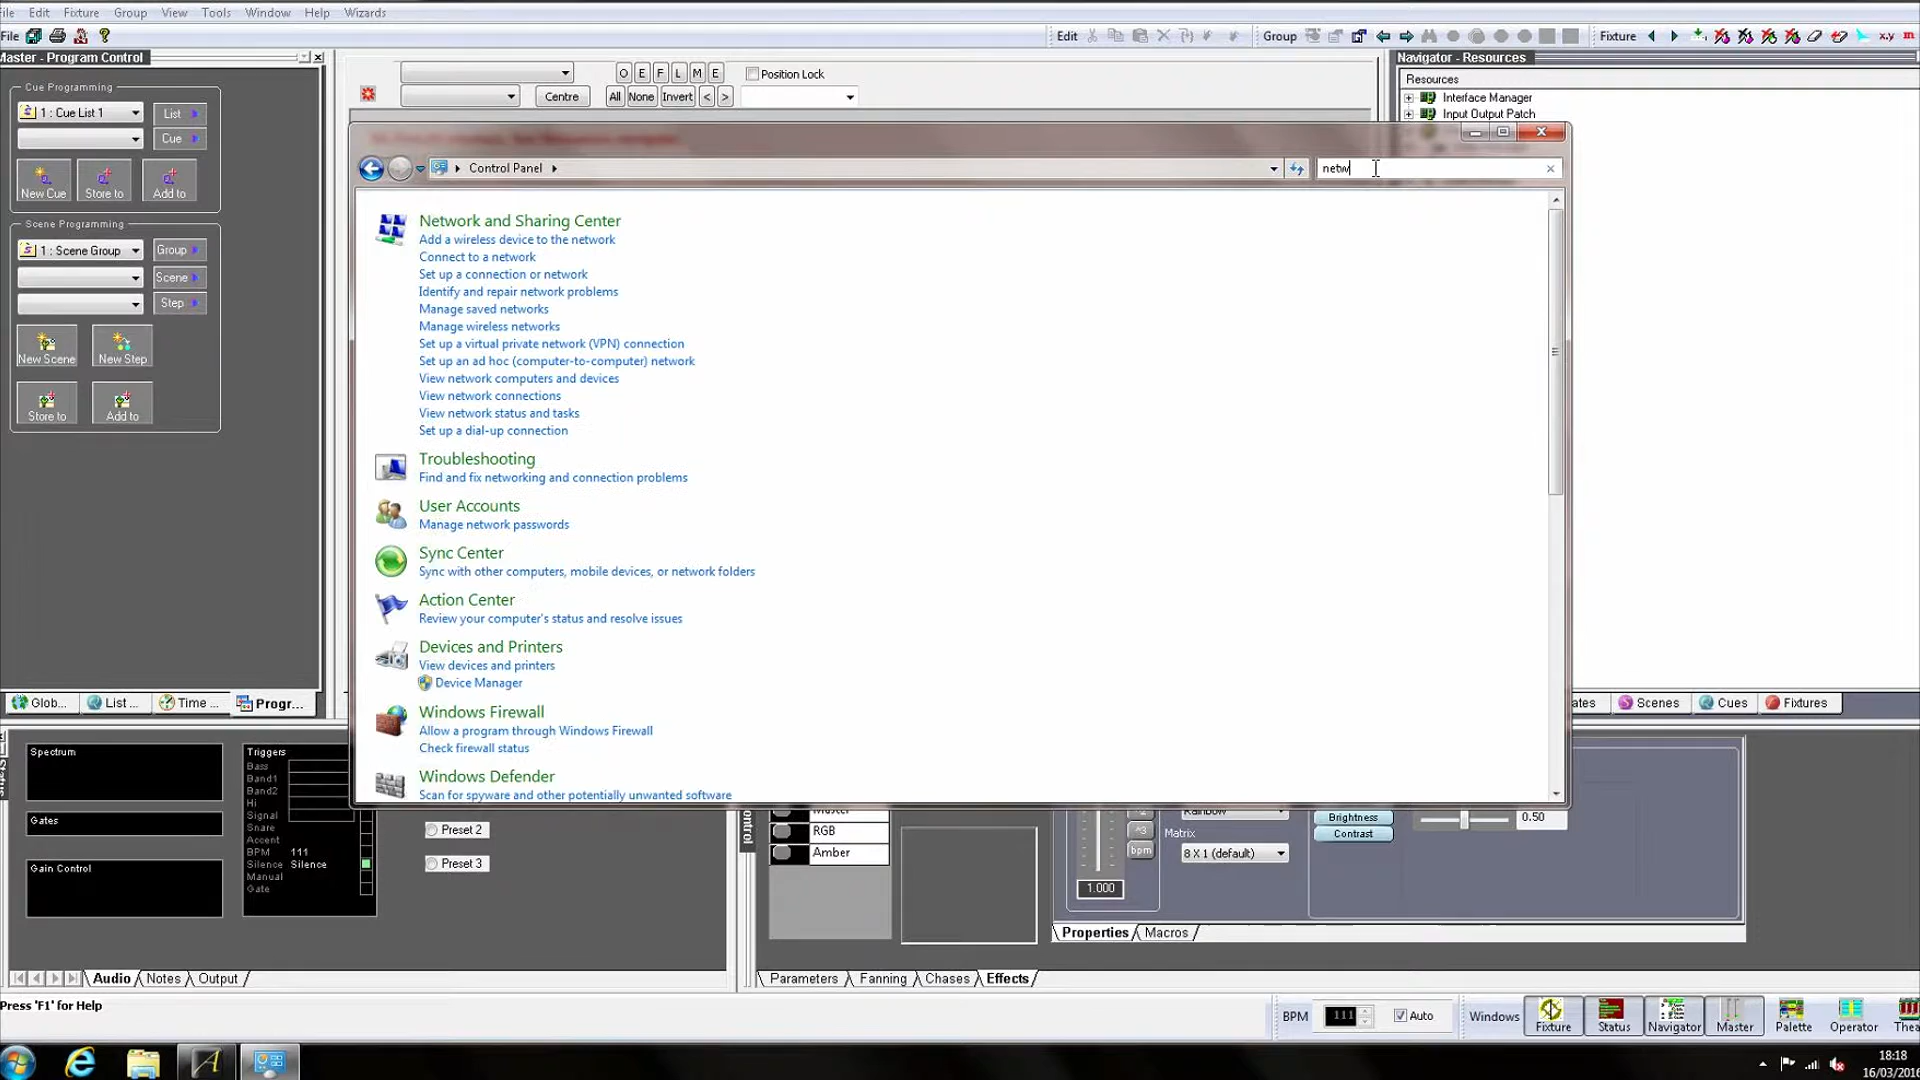 File Edit Fixture Group View Tools Window Help Wizards
File Edit Group Fixture x.y m
Master - Program Control
Cue Programming
1 : Cue List 1 List
Cue
New Cue Store to Add to
Scene Programming
1 : Scene Group Group
Scene
Step
New Scene New Step
Store to Add to
Glob... List ... Time ... Progr...
O E F L M E Position Lock
Centre All None Invert < >
Navigator - Resources
Resources
Interface Manager
Input Output Patch
Control Panel netw
Network and Sharing Center
Add a wireless device to the network
Connect to a network
Set up a connection or network
Identify and repair network problems
Manage saved networks
Manage wireless networks
Set up a virtual private network (VPN) connection
Set up an ad hoc (computer-to-computer) network
View network computers and devices
View network connections
View network status and tasks
Set up a dial-up connection
Troubleshooting
Find and fix networking and connection problems
User Accounts
Manage network passwords
Sync Center
Sync with other computers, mobile devices, or network folders
Action Center
Review your computer's status and resolve issues
Devices and Printers
View devices and printers
Device Manager
Windows Firewall
Allow a program through Windows Firewall
Check firewall status
Windows Defender
Scan for spyware and other potentially unwanted software
ates Scenes Cues Fixtures
Spectrum
Gates
Gain Control
Triggers
Bass
Band1
Band2
Hi
Signal
Snare
Accent
BPM 111
Silence Silence
Manual
Gate
Preset 2
Preset 3
Master
RGB
Amber
^3
bpm
1.000
Rainbow
Matrix
8 X 1 (default)
Brightness
Contrast
0.50
Properties Macros
Audio Notes Output
Parameters Fanning Chases Effects
Press 'F1' for Help
BPM 111 Auto Windows Fixture Status Navigator Master Palette Operator Thea
18:18
16/03/2016